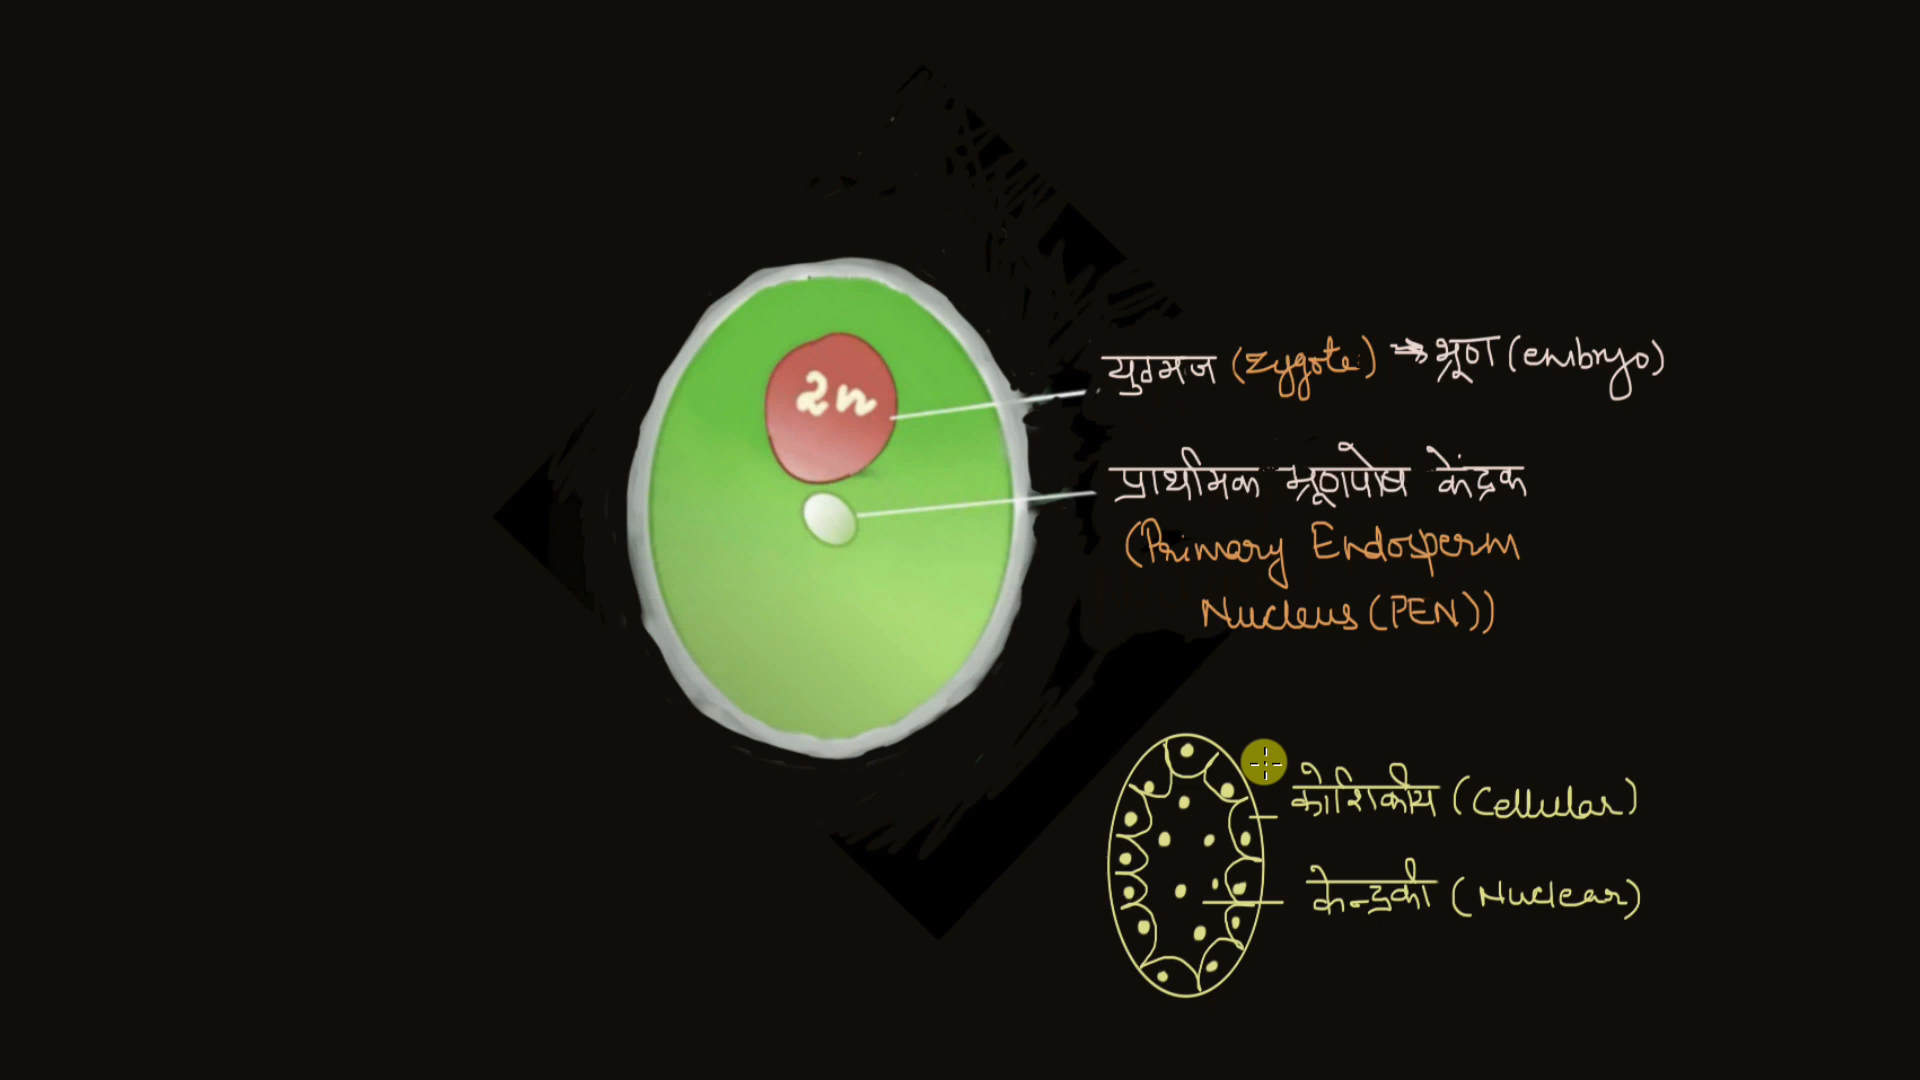 2n
युग्मज (zygote) → भ्रूण (embryo)
प्राथमिक भ्रूणपोष केंद्रक
(Primary Endosperm
Nucleus (PEN))
कोशिकीय (Cellular)
केन्द्रकी (Nuclear)